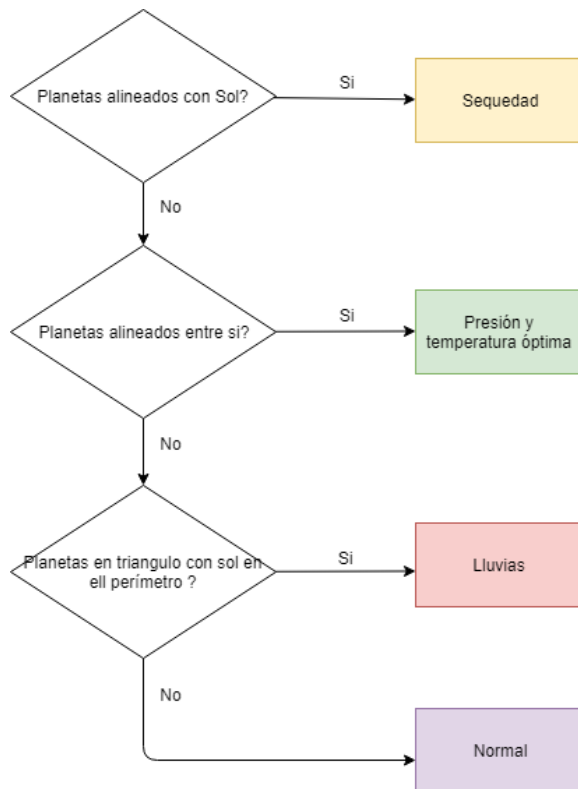 Planetas alineados con Sol?
Si
Sequedad
No
Planetas alineados entre si?
Si
Presión y
temperatura óptima
No
Planetas en triangulo con sol en
ell perímetro ?
Si
Lluvias
No
Normal